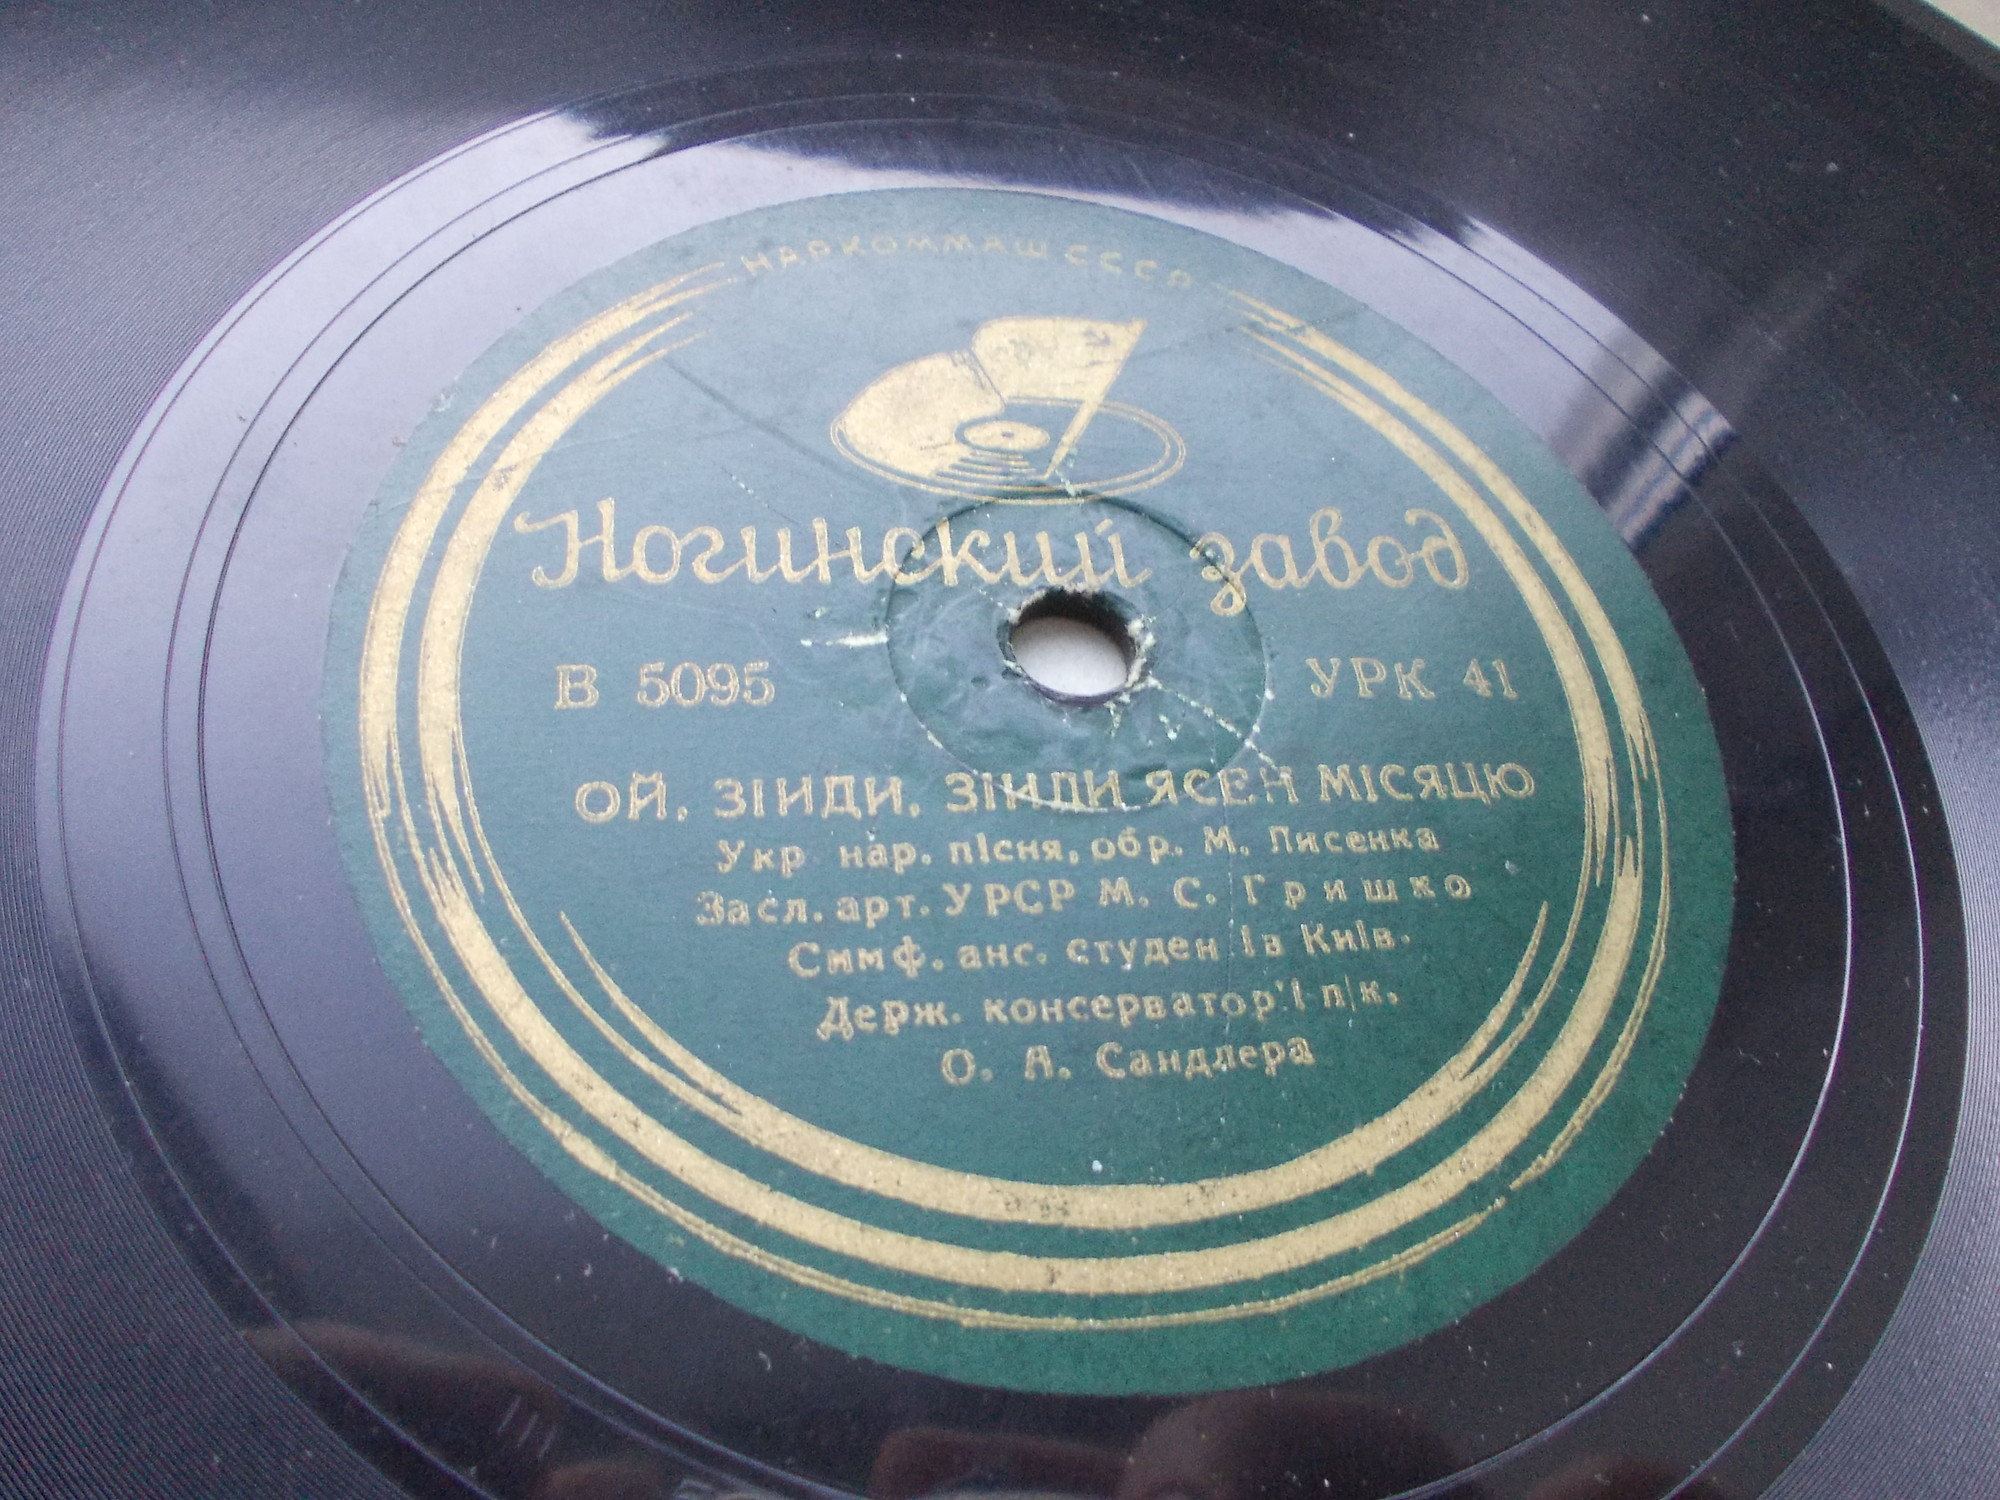 НАРКОММАШ СССР
Ногинский завод
В 5095 УРК 41
ОЙ, ЗІЙДИ, ЗІЙДИ ЯСЕН МІСЯЦЮ
Укр нар. пісня, обр. М. Лисенка
Засл. арт. УРСР М. С. Гришко
Симф. анс. студен ів Київ.
Держ. консерватор'ї п/к.
О. А. Сандлера